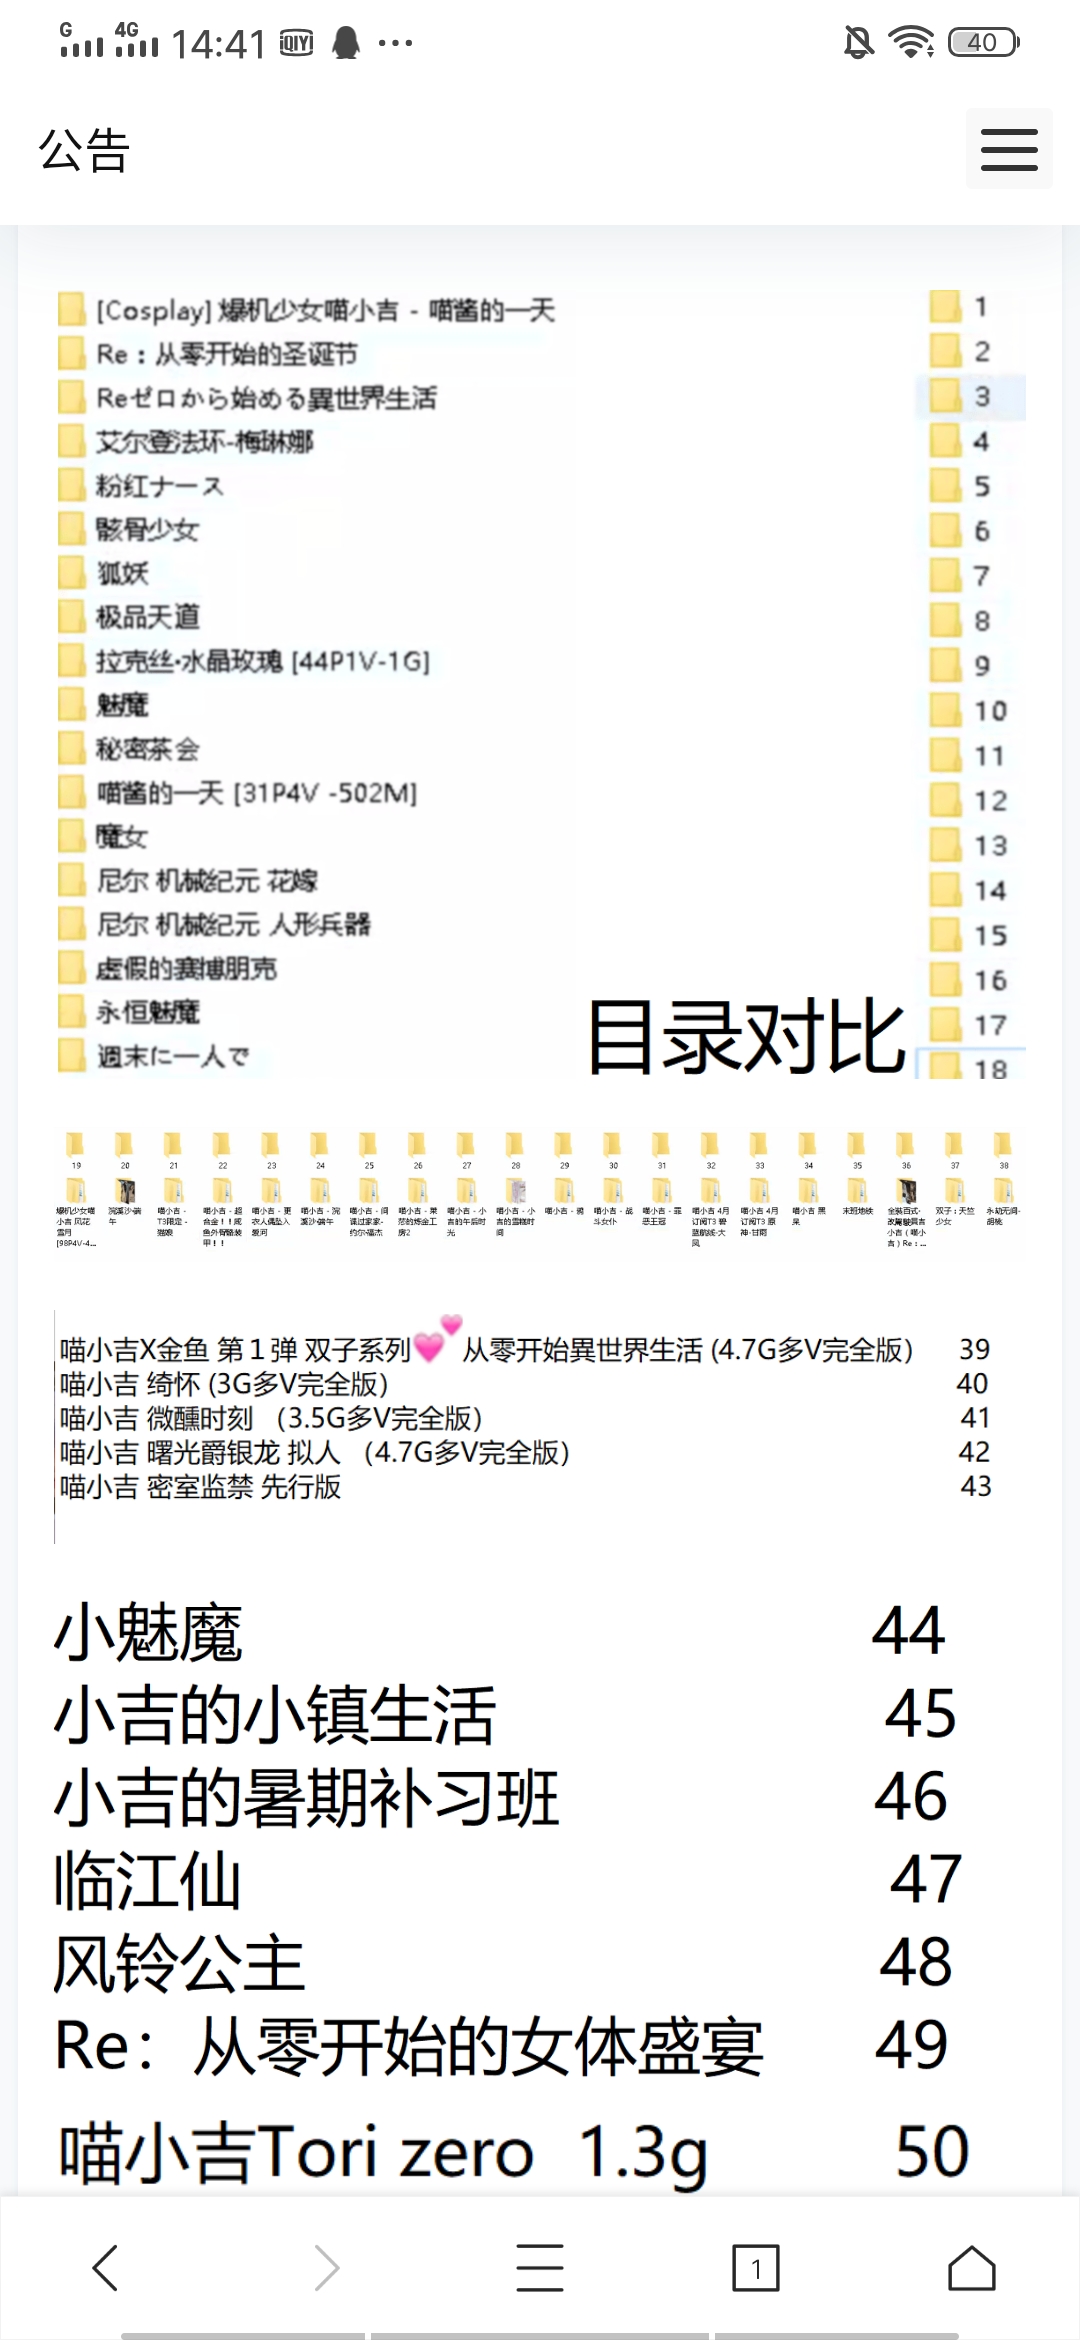 G 4G 14:41 iQIYI ... 40
公告
[Cosplay] 爆机少女喵小吉 - 喵酱的一天 1
Re：从零开始的圣诞节 2
Reゼロから始める異世界生活 3
艾尔登法环-梅琳娜 4
粉红ナース 5
骸骨少女 6
狐妖 7
极品天道 8
拉克丝·水晶玫瑰 [44P1V-1G] 9
魅魔 10
秘密茶会 11
喵酱的一天 [31P4V -502M] 12
魔女 13
尼尔 机械纪元 花嫁 14
尼尔 机械纪元 人形兵器 15
虚假的赛博朋克 16
永恒魅魔 17
週末に一人で 18
目录对比
19 20 21 22 23 24 25 26 27 28 29 30 31 32 33 34 35 36 37 38
喵小吉X金鱼 第１弹 双子系列💕从零开始異世界生活 (4.7G多V完全版） 39
喵小吉 绮怀 (3G多V完全版） 40
喵小吉 微醺时刻 （3.5G多V完全版） 41
喵小吉 曙光爵银龙 拟人 （4.7G多V完全版） 42
喵小吉 密室监禁 先行版 43
小魅魔 44
小吉的小镇生活 45
小吉的暑期补习班 46
临江仙 47
风铃公主 48
Re：从零开始的女体盛宴 49
喵小吉Tori zero 1.3g 50
1